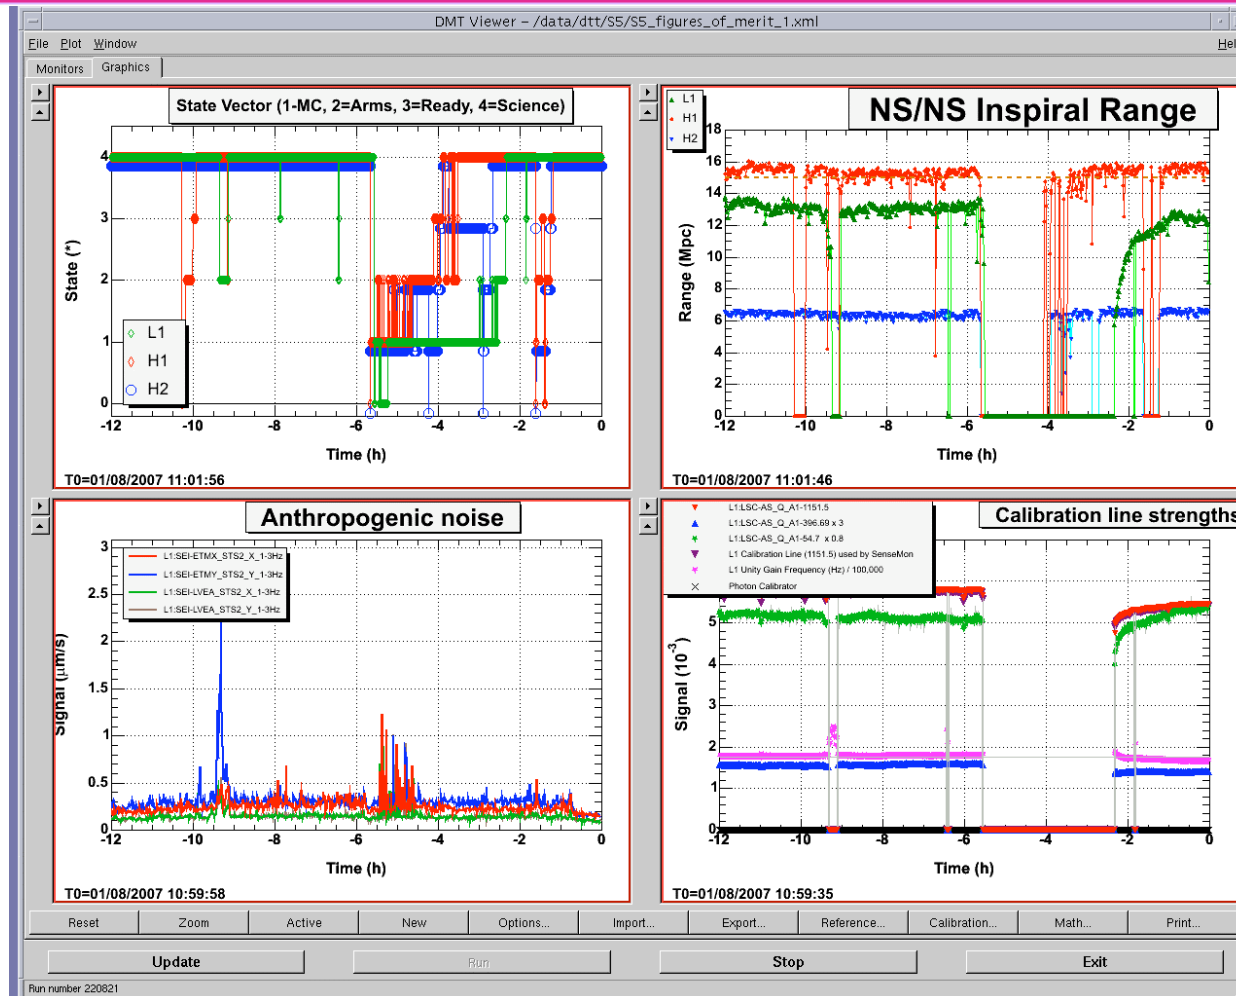 DMT Viewer – /data/dtt/S5/S5_figures_of_merit_1.xml
File Plot Window
Monitors Graphics
State Vector (1-MC, 2=Arms, 3=Ready, 4=Science)
4
3
2
1
0
State (*)
L1
H1
H2
-12 -10 -8 -6 -4 -2 0
Time (h)
T0=01/08/2007 11:01:56
L1
H1
H2
NS/NS Inspiral Range
18
16
14
12
10
8
6
4
2
0
Range (Mpc)
-12 -10 -8 -6 -4 -2 0
Time (h)
T0=01/08/2007 11:01:46
Anthropogenic noise
L1:SEI-ETMX_STS2_X_1-3Hz
L1:SEI-ETMY_STS2_Y_1-3Hz
L1:SEI-LVEA_STS2_X_1-3Hz
L1:SEI-LVEA_STS2_Y_1-3Hz
3
2.5
2
1.5
1
0.5
0
Signal (μm/s)
-12 -10 -8 -6 -4 -2 0
Time (h)
T0=01/08/2007 10:59:58
L1:LSC-AS_Q_A1-1151.5
L1:LSC-AS_Q_A1-396.69 x 3
L1:LSC-AS_Q_A1-54.7 x 0.8
L1 Calibration Line (1151.5) used by SenseMon
L1 Unity Gain Frequency (Hz) / 100,000
Photon Calibrator
Calibration line strengths
5
4
3
2
1
0
Signal (10⁻³)
-12 -10 -8 -6 -4 -2 0
Time (h)
T0=01/08/2007 10:59:35
Reset Zoom Active New Options... Import... Export... Reference... Calibration... Math... Print...
Update Run Stop Exit
Run number 220821